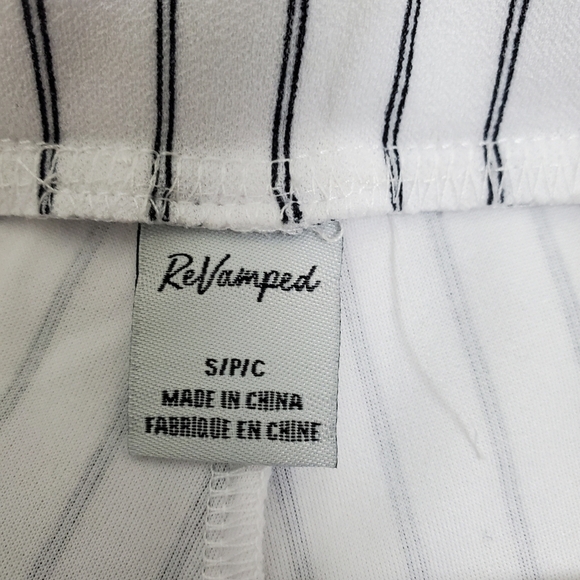 ReVamped
S/P/C
MADE IN CHINA
FABRIQUE EN CHINE